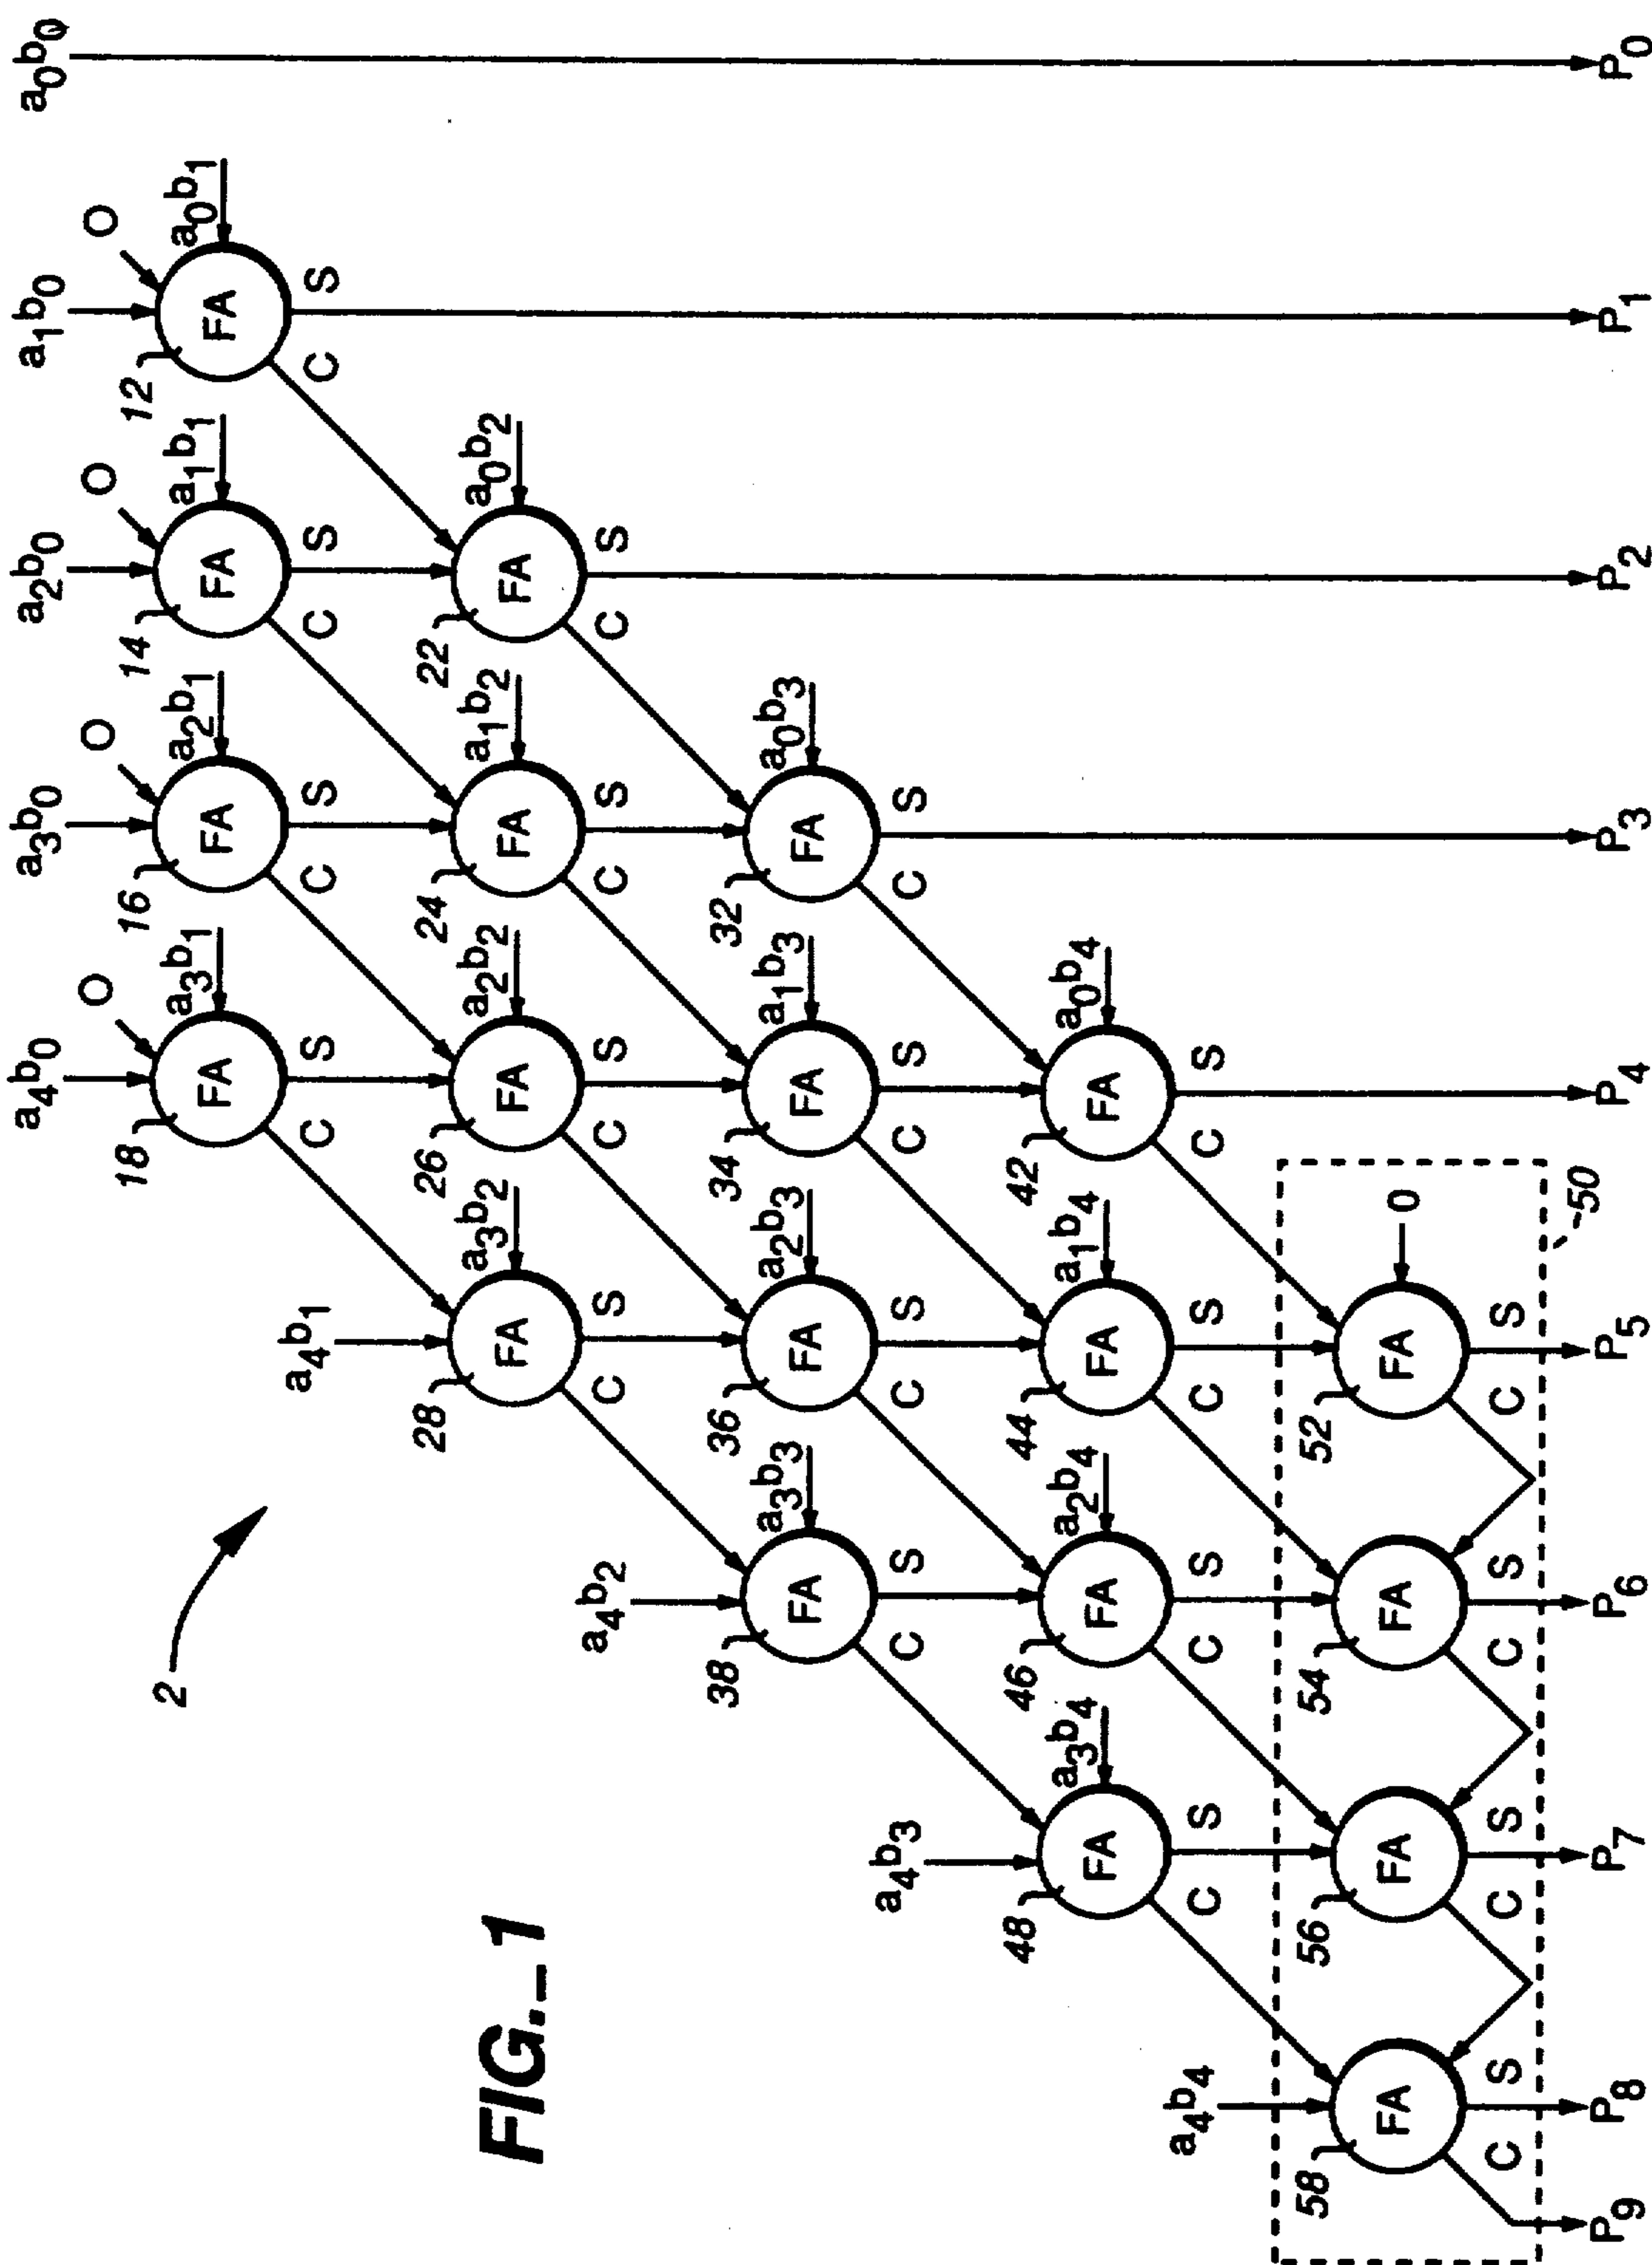 a₄b₀ a₃b₀ a₂b₀ a₁b₀ a₀b₀
O O O O
2 18 FA a₃b₁ 16 FA a₂b₁ 14 FA a₁b₁ 12 FA a₀b₁
C S C S C S C S
a₄b₁
28 FA a₃b₂ 26 FA a₂b₂ 24 FA a₁b₂ 22 FA a₀b₂
FIG._1
C S C S C S C S
a₄b₂
38 FA a₃b₃ 36 FA a₂b₃ 34 FA a₁b₃ 32 FA a₀b₃
C S C S C S C S
a₄b₃
48 FA a₃b₄ 46 FA a₂b₄ 44 FA a₁b₄ 42 FA a₀b₄
C S C S C S C S
a₄b₄
58 FA 56 FA 54 FA 52 FA 0
C S C S C S C S
50
P₉ P₈ P₇ P₆ P₅ P₄ P₃ P₂ P₁ P₀